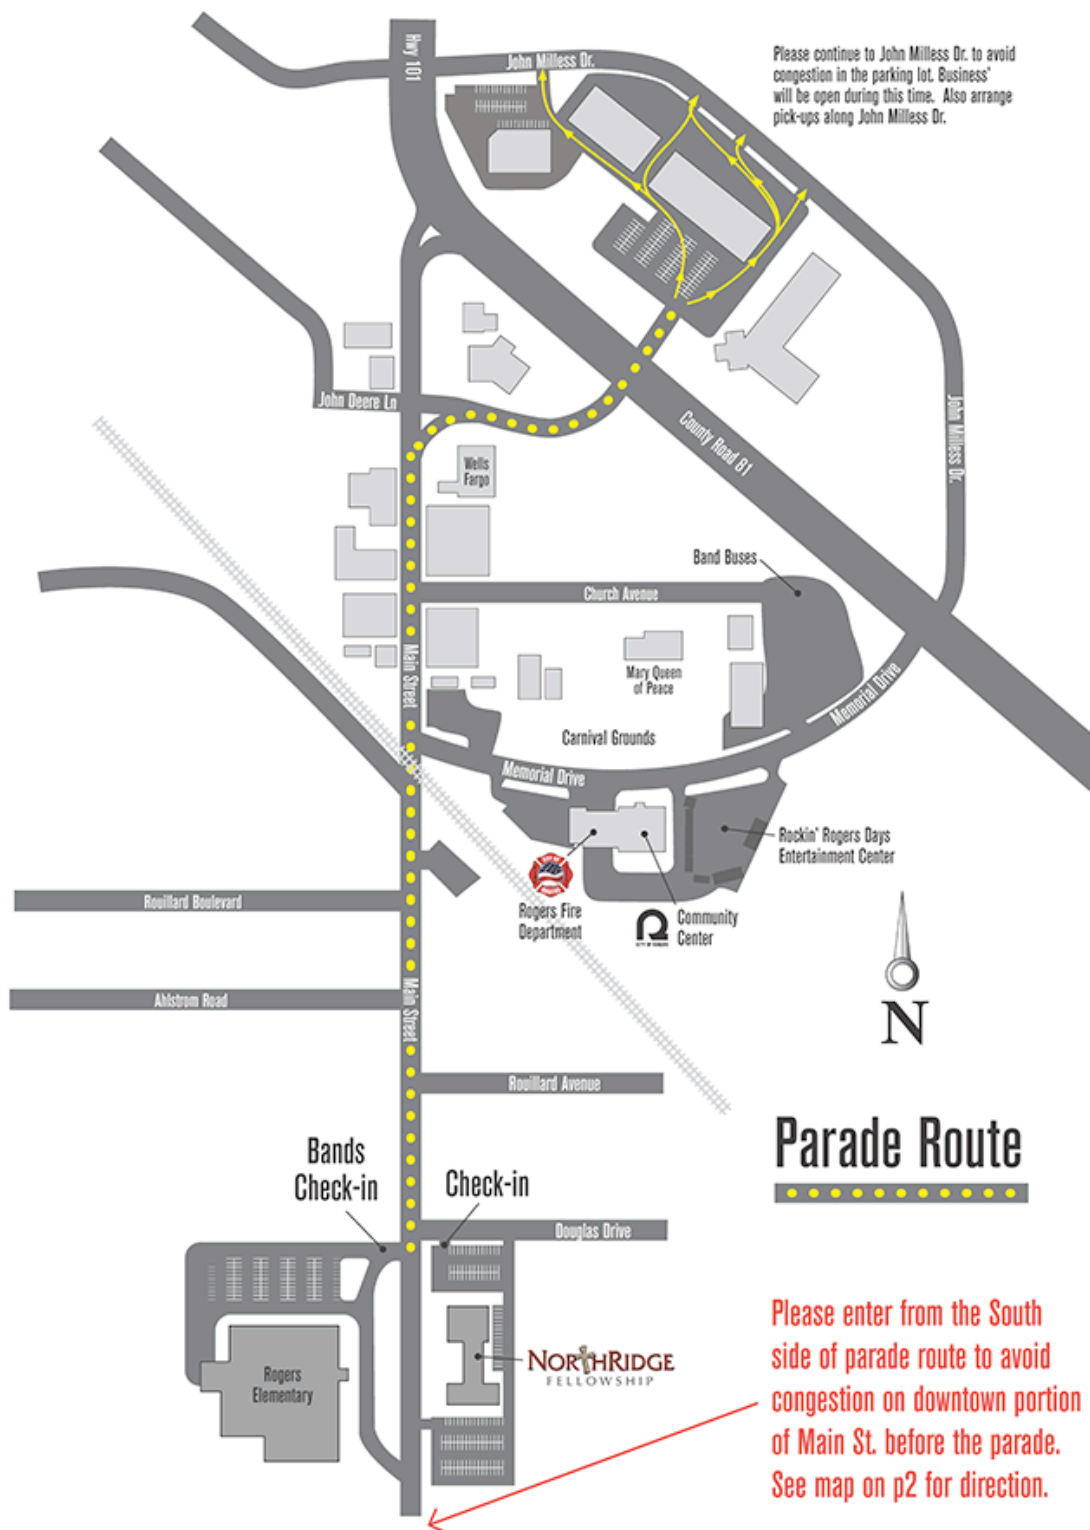 Hwy 101
John Milless Dr.
Please continue to John Milless Dr. to avoid
congestion in the parking lot. Business'
will be open during this time. Also arrange
pick-ups along John Milless Dr.
John Deere Ln
County Road 81
John Milless Dr.
Wells
Fargo
Band Buses
Church Avenue
Main Street
Mary Queen
of Peace
Memorial Drive
Carnival Grounds
Memorial Drive
Rockin' Rogers Days
Entertainment Center
Rogers Fire
Department
Community
Center
Rouillard Boulevard
N
Ahlstrom Road
Main Street
Rouillard Avenue
Parade Route
Bands
Check-in
Check-in
Douglas Drive
Please enter from the South
side of parade route to avoid
congestion on downtown portion
of Main St. before the parade.
See map on p2 for direction.
NORTHRIDGE
FELLOWSHIP
Rogers
Elementary